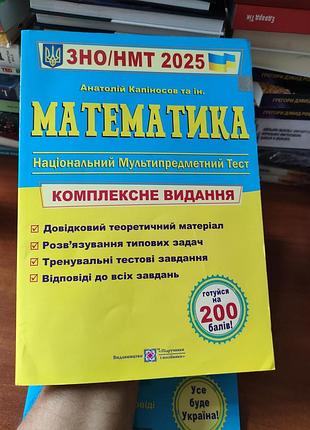 ЗНО/НМТ 2025
Анатолій Капіносов та ін.
МАТЕМАТИКА
Національний Мультипредметний Тест
КОМПЛЕКСНЕ ВИДАННЯ
Довідковий теоретичний матеріал
Розв'язування типових задач
Тренувальні тестові завдання
Відповіді до всіх завдань
готуйся на
200
балів!
Видавництво «Підручники і посібники»
Усе
буде
Україна!